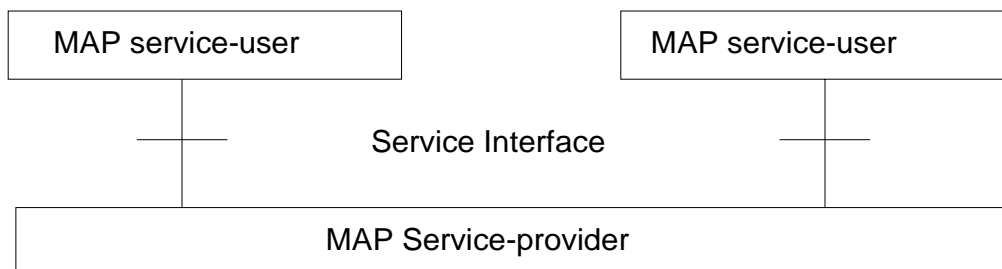 MAP service-user
MAP service-user
Service Interface
MAP Service-provider